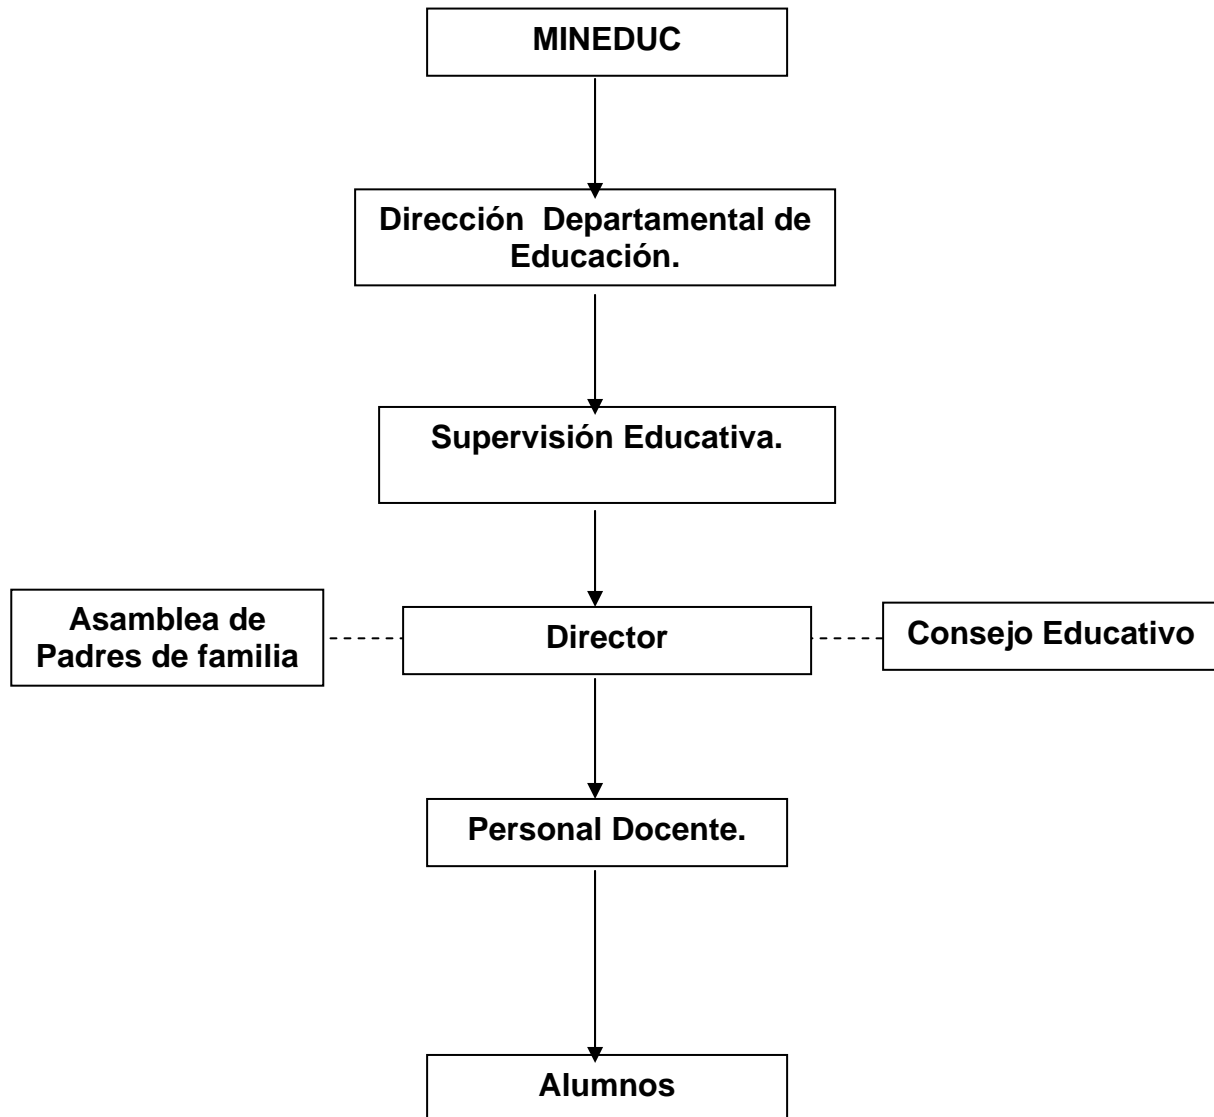 MINEDUC
Dirección  Departamental de
Educación.
Supervisión Educativa.
Asamblea de
Padres de familia
Director
Consejo Educativo
Personal Docente.
Alumnos